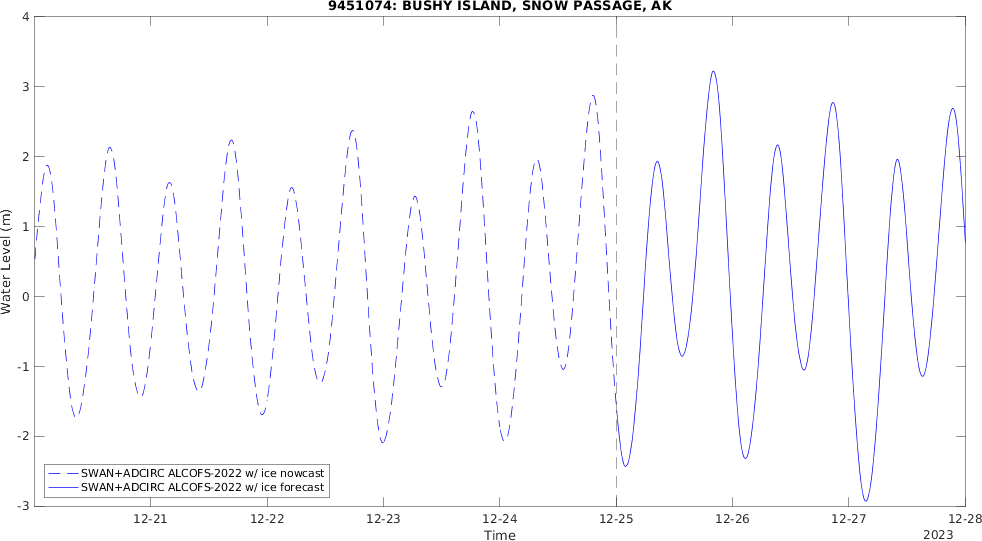 9451074: BUSHY ISLAND, SNOW PASSAGE, AK
4
3
2
1
0
-1
-2
-3
Water Level (m)
SWAN+ADCIRC ALCOFS-2022 w/ ice nowcast
SWAN+ADCIRC ALCOFS-2022 w/ ice forecast
12-21 12-22 12-23 12-24 12-25 12-26 12-27 12-28
Time
2023